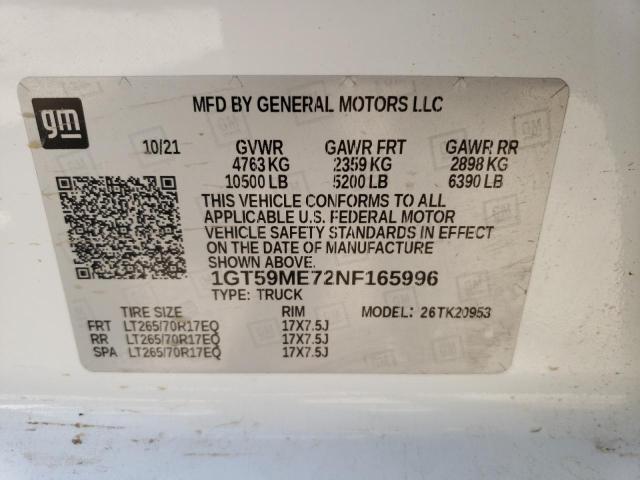 gm
MFD BY GENERAL MOTORS LLC
10/21 GVWR GAWR FRT GAWR RR
4763 KG 2359 KG 2898 KG
10500 LB 5200 LB 6390 LB
THIS VEHICLE CONFORMS TO ALL
APPLICABLE U.S. FEDERAL MOTOR
VEHICLE SAFETY STANDARDS IN EFFECT
ON THE DATE OF MANUFACTURE
SHOWN ABOVE.
1GT59ME72NF165996
TYPE: TRUCK
TIRE SIZE RIM MODEL: 26TK20953
FRT LT265/70R17EQ 17X7.5J
RR LT265/70R17EQ 17X7.5J
SPA LT265/70R17EQ 17X7.5J